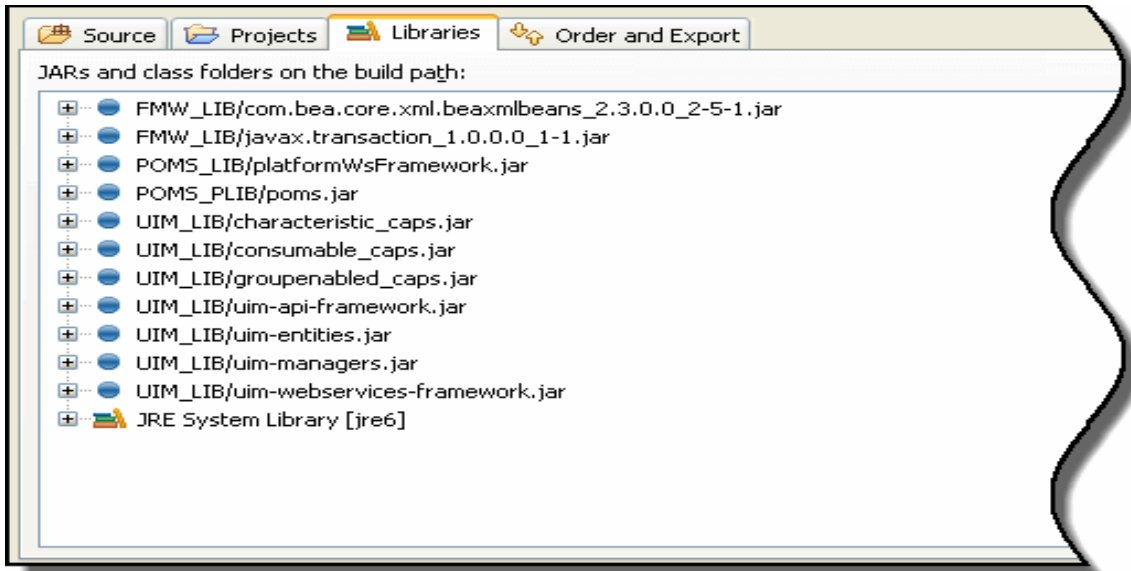 Source Projects Libraries Order and Export
JARs and class folders on the build path:
FMW_LIB/com.bea.core.xml.beaxmlbeans_2.3.0.0_2-5-1.jar
FMW_LIB/javax.transaction_1.0.0.0_1-1.jar
POMS_LIB/platformWsFramework.jar
POMS_PLIB/poms.jar
UIM_LIB/characteristic_caps.jar
UIM_LIB/consumable_caps.jar
UIM_LIB/groupenabled_caps.jar
UIM_LIB/uim-api-framework.jar
UIM_LIB/uim-entities.jar
UIM_LIB/uim-managers.jar
UIM_LIB/uim-webservices-framework.jar
JRE System Library [jre6]